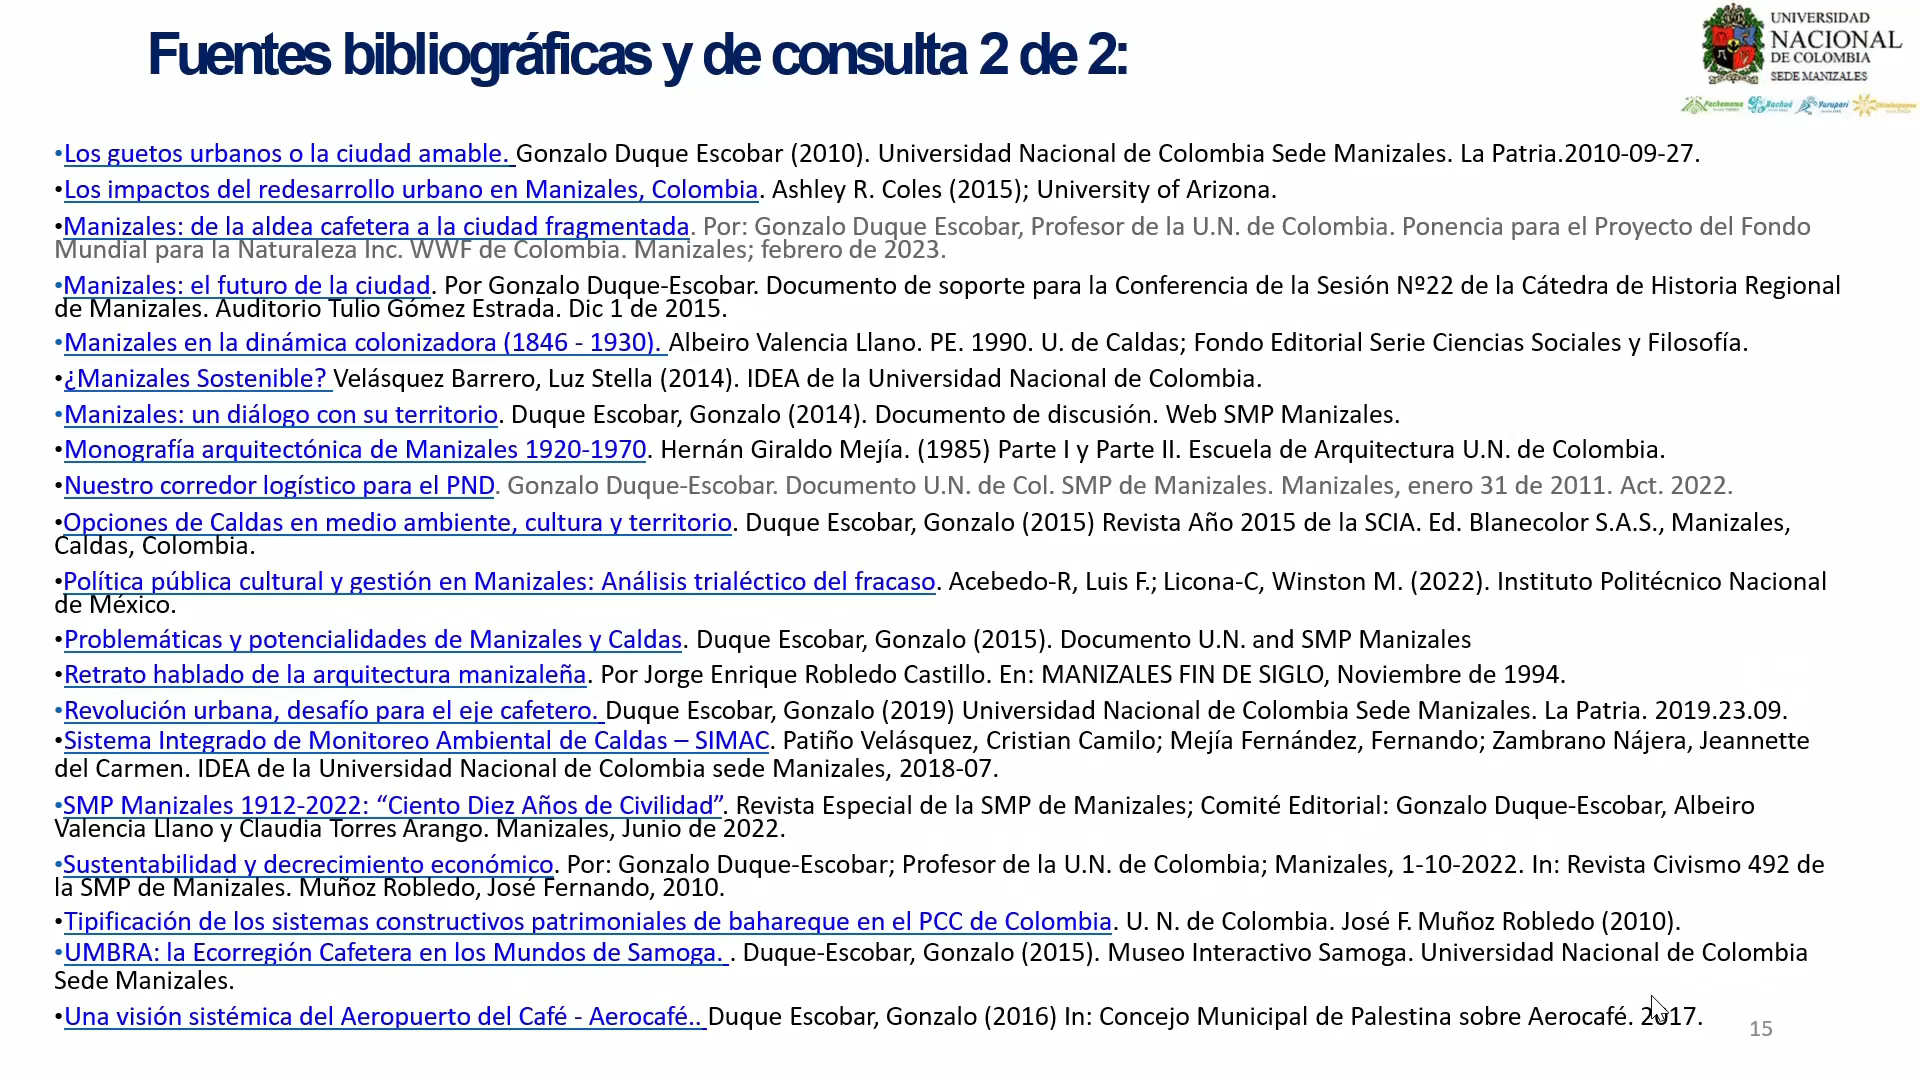 Fuentes bibliográficas y de consulta 2 de 2:
UNIVERSIDAD
NACIONAL
DE COLOMBIA
SEDE MANIZALES
Pachamama Bachué Yurupari
•Los guetos urbanos o la ciudad amable. Gonzalo Duque Escobar (2010). Universidad Nacional de Colombia Sede Manizales. La Patria.2010-09-27.
•Los impactos del redesarrollo urbano en Manizales, Colombia. Ashley R. Coles (2015); University of Arizona.
•Manizales: de la aldea cafetera a la ciudad fragmentada. Por: Gonzalo Duque Escobar, Profesor de la U.N. de Colombia. Ponencia para el Proyecto del Fondo
Mundial para la Naturaleza Inc. WWF de Colombia. Manizales; febrero de 2023.
•Manizales: el futuro de la ciudad. Por Gonzalo Duque-Escobar. Documento de soporte para la Conferencia de la Sesión Nº22 de la Cátedra de Historia Regional
de Manizales. Auditorio Tulio Gómez Estrada. Dic 1 de 2015.
•Manizales en la dinámica colonizadora (1846 - 1930). Albeiro Valencia Llano. PE. 1990. U. de Caldas; Fondo Editorial Serie Ciencias Sociales y Filosofía.
•¿Manizales Sostenible? Velásquez Barrero, Luz Stella (2014). IDEA de la Universidad Nacional de Colombia.
•Manizales: un diálogo con su territorio. Duque Escobar, Gonzalo (2014). Documento de discusión. Web SMP Manizales.
•Monografía arquitectónica de Manizales 1920-1970. Hernán Giraldo Mejía. (1985) Parte I y Parte II. Escuela de Arquitectura U.N. de Colombia.
•Nuestro corredor logístico para el PND. Gonzalo Duque-Escobar. Documento U.N. de Col. SMP de Manizales. Manizales, enero 31 de 2011. Act. 2022.
•Opciones de Caldas en medio ambiente, cultura y territorio. Duque Escobar, Gonzalo (2015) Revista Año 2015 de la SCIA. Ed. Blanecolor S.A.S., Manizales,
Caldas, Colombia.
•Política pública cultural y gestión en Manizales: Análisis trialéctico del fracaso. Acebedo-R, Luis F.; Licona-C, Winston M. (2022). Instituto Politécnico Nacional
de México.
•Problemáticas y potencialidades de Manizales y Caldas. Duque Escobar, Gonzalo (2015). Documento U.N. and SMP Manizales
•Retrato hablado de la arquitectura manizaleña. Por Jorge Enrique Robledo Castillo. En: MANIZALES FIN DE SIGLO, Noviembre de 1994.
•Revolución urbana, desafío para el eje cafetero. Duque Escobar, Gonzalo (2019) Universidad Nacional de Colombia Sede Manizales. La Patria. 2019.23.09.
•Sistema Integrado de Monitoreo Ambiental de Caldas – SIMAC. Patiño Velásquez, Cristian Camilo; Mejía Fernández, Fernando; Zambrano Nájera, Jeannette
del Carmen. IDEA de la Universidad Nacional de Colombia sede Manizales, 2018-07.
•SMP Manizales 1912-2022: “Ciento Diez Años de Civilidad”. Revista Especial de la SMP de Manizales; Comité Editorial: Gonzalo Duque-Escobar, Albeiro
Valencia Llano y Claudia Torres Arango. Manizales, Junio de 2022.
•Sustentabilidad y decrecimiento económico. Por: Gonzalo Duque-Escobar; Profesor de la U.N. de Colombia; Manizales, 1-10-2022. In: Revista Civismo 492 de
la SMP de Manizales. Muñoz Robledo, José Fernando, 2010.
•Tipificación de los sistemas constructivos patrimoniales de bahareque en el PCC de Colombia. U. N. de Colombia. José F. Muñoz Robledo (2010).
•UMBRA: la Ecorregión Cafetera en los Mundos de Samoga. . Duque-Escobar, Gonzalo (2015). Museo Interactivo Samoga. Universidad Nacional de Colombia
Sede Manizales.
•Una visión sistémica del Aeropuerto del Café - Aerocafé.. Duque Escobar, Gonzalo (2016) In: Concejo Municipal de Palestina sobre Aerocafé. 2017.
15